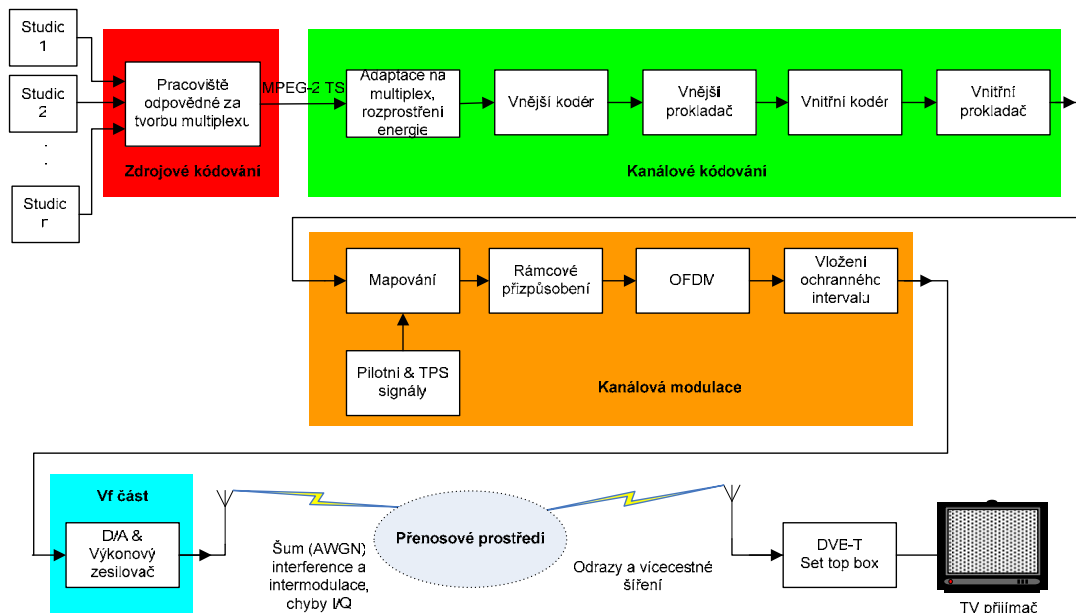 Studio
1
Studio
2
.
.
Studio
n
Pracoviště
odpovědné za
tvorbu multiplexu
Zdrojové kódování
MPEG-2 TS
Adaptace na
multiplex,
rozprostření
energie
Vnější kodér
Vnější
prokladač
Vnitřní kodér
Vnitřní
prokladač
Kanálové kódování
Mapování
Rámcové
přizpůsobení
OFDM
Vložení
ochranného
intervalu
Pilotní & TPS
signály
Kanálová modulace
Vf část
D/A &
Výkonový
zesilovač
Šum (AWGN)
interference a
intermodulace,
chyby I/Q
Přenosové prostředí
Odrazy a vícecestné
šíření
DVB-T
Set top box
TV přijímač